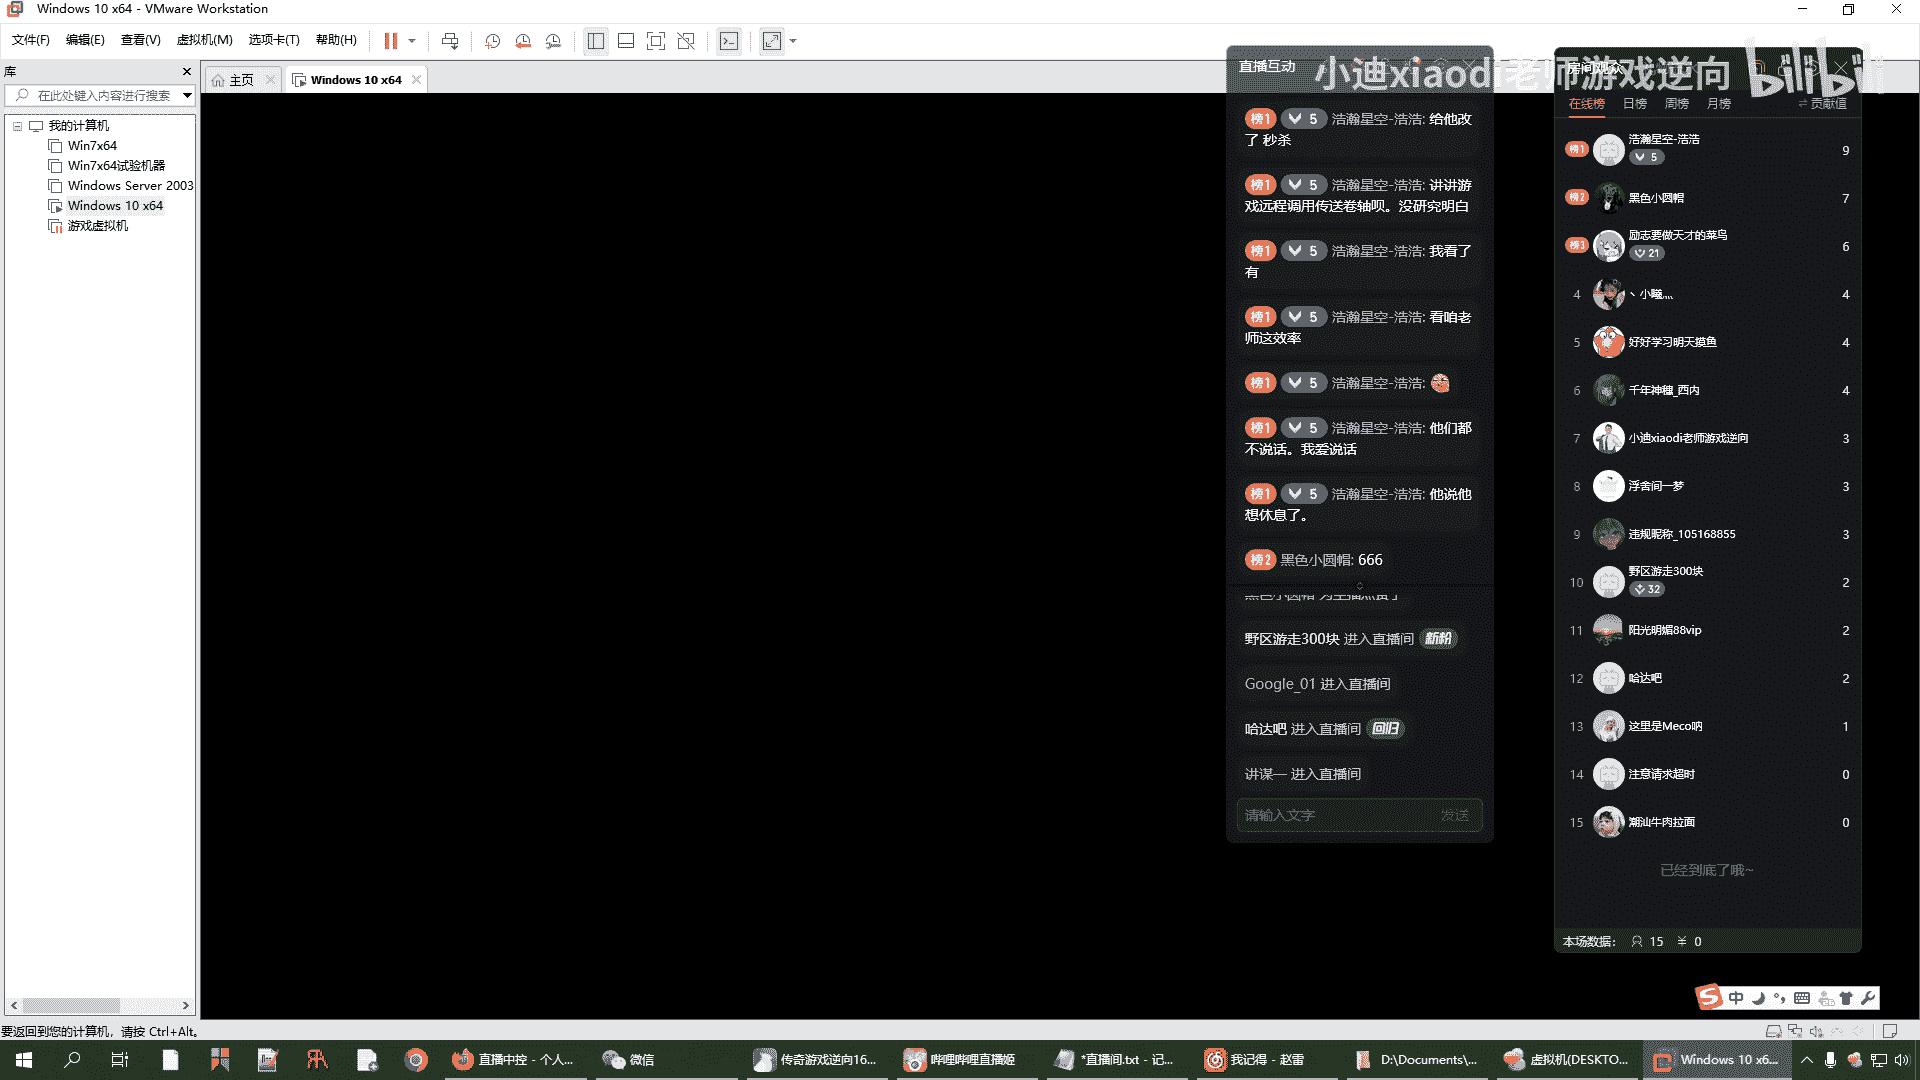 Windows 10 x64 - VMware Workstation
文件(F) 编辑(E) 查看(V) 虚拟机(M) 选项卡(T) 帮助(H)
库
在此处键入内容进行搜索
我的计算机
Win7x64
Win7x64试验机器
Windows Server 2003
Windows 10 x64
游戏虚拟机
主页
Windows 10 x64
直播互动
小迪xiaodi老师游戏逆向 bilibili
榜1 5 浩瀚星空-浩浩: 给他改
了 秒杀
榜1 5 浩瀚星空-浩浩: 讲讲游
戏远程调用传送卷轴呗。没研究明白
榜1 5 浩瀚星空-浩浩: 我看了
有
榜1 5 浩瀚星空-浩浩: 看咱老
师这效率
榜1 5 浩瀚星空-浩浩:
榜1 5 浩瀚星空-浩浩: 他们都
不说话。我爱说话
榜1 5 浩瀚星空-浩浩: 他说他
想休息了。
榜2 黑色小圆帽: 666
野区游走300块 进入直播间 新粉
Google_01 进入直播间
哈达吧 进入直播间 回归
讲谋一 进入直播间
请输入文字 发送
在线榜 日榜 周榜 月榜 贡献值
榜1 浩瀚星空-浩浩 9
5
榜2 黑色小圆帽 7
榜3 励志要做天才的菜鸟 6
21
4 4
5 好好学习明天摸鱼 4
6 千年神穜_西内 4
7 小迪xiaodi老师游戏逆向 3
8 浮舍间一梦 3
9 违规昵称_105168855 3
10 野区游走300块 2
32
11 阳光明媚88vip 2
12 哈达吧 2
13 这里是Meco呐 1
14 注意请求超时 0
15 潮汕牛肉拉面 0
已经到底了哦~
本场数据: 15 ¥ 0
中
要返回到您的计算机，请按 Ctrl+Alt。
直播中控 - 个人...
微信
传奇游戏逆向16...
哔哩哔哩直播姬
*直播间.txt - 记...
我记得 - 赵雷
D:\Documents\...
虚拟机(DESKTO...
Windows 10 x6...